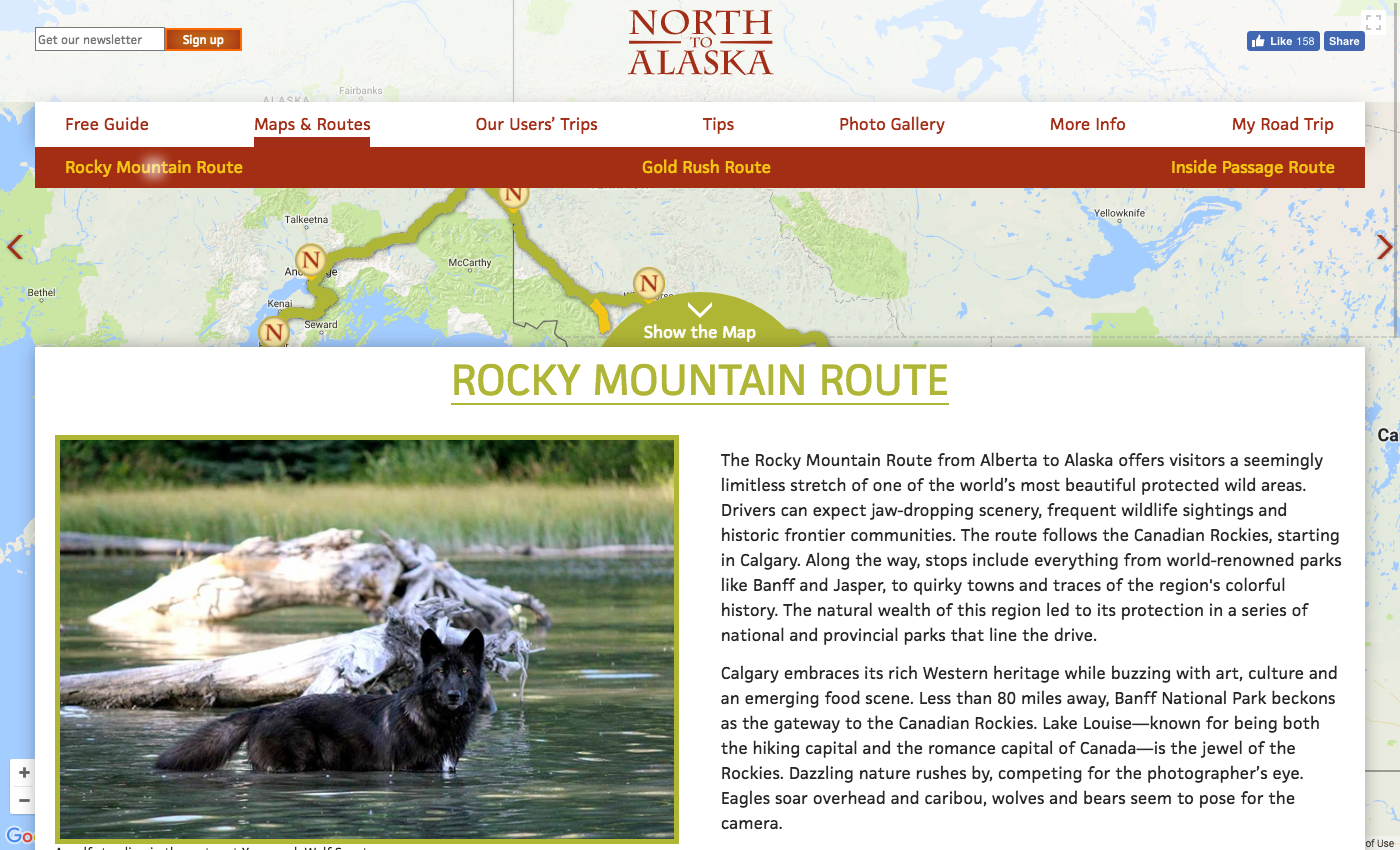 NORTH
TO
ALASKA
Get our newsletter
Sign up
Like 158
Share
Fairbanks
ALASKA
Free Guide
Maps & Routes
Our Users’ Trips
Tips
Photo Gallery
More Info
My Road Trip
Rocky Mountain Route
Gold Rush Route
Inside Passage Route
N
Talkeetna
Yellowknife
N
McCarthy
Bethel
N
Kenai
Seward
N
Show the Map
ROCKY MOUNTAIN ROUTE
The Rocky Mountain Route from Alberta to Alaska offers visitors a seemingly
limitless stretch of one of the world’s most beautiful protected wild areas.
Drivers can expect jaw-dropping scenery, frequent wildlife sightings and
historic frontier communities. The route follows the Canadian Rockies, starting
in Calgary. Along the way, stops include everything from world-renowned parks
like Banff and Jasper, to quirky towns and traces of the region's colorful
history. The natural wealth of this region led to its protection in a series of
national and provincial parks that line the drive.
Calgary embraces its rich Western heritage while buzzing with art, culture and
an emerging food scene. Less than 80 miles away, Banff National Park beckons
as the gateway to the Canadian Rockies. Lake Louise—known for being both
the hiking capital and the romance capital of Canada—is the jewel of the
Rockies. Dazzling nature rushes by, competing for the photographer’s eye.
Eagles soar overhead and caribou, wolves and bears seem to pose for the
camera.
Ca
+
−
Goo
of Use